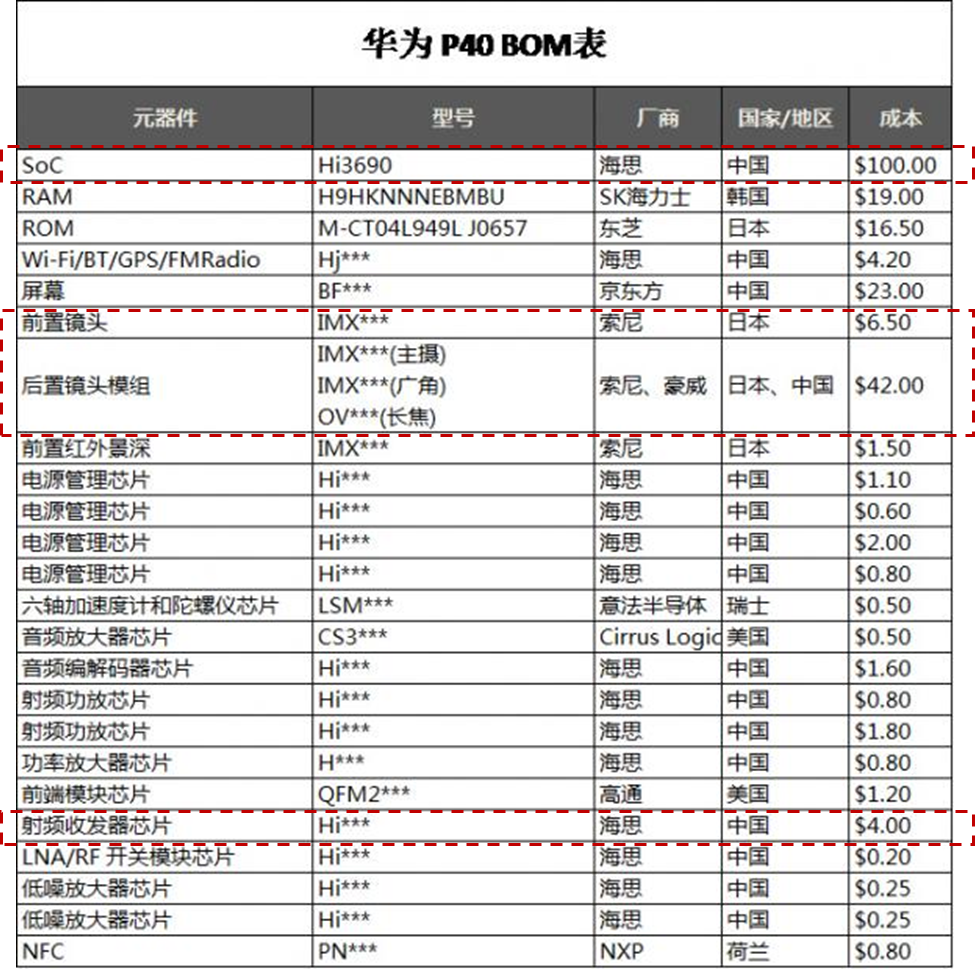 华为 P40 BOM表
元器件 型号 厂商 国家/地区 成本
SoC Hi3690 海思 中国 $100.00
RAM H9HKNNNEBMBU SK海力士 韩国 $19.00
ROM M-CT04L949L J0657 东芝 日本 $16.50
Wi-Fi/BT/GPS/FMRadio Hj*** 海思 中国 $4.20
屏幕 BF*** 京东方 中国 $23.00
前置镜头 IMX*** 索尼 日本 $6.50
后置镜头模组 IMX***(主摄)
IMX***(广角)
OV***(长焦) 索尼、豪威 日本、中国 $42.00
前置红外景深 IMX*** 索尼 日本 $1.50
电源管理芯片 Hi*** 海思 中国 $1.10
电源管理芯片 Hi*** 海思 中国 $0.60
电源管理芯片 Hi*** 海思 中国 $2.00
电源管理芯片 Hi*** 海思 中国 $0.80
六轴加速度计和陀螺仪芯片 LSM*** 意法半导体 瑞士 $0.50
音频放大器芯片 CS3*** Cirrus Logic 美国 $0.50
音频编解码器芯片 Hi*** 海思 中国 $1.60
射频功放芯片 Hi*** 海思 中国 $0.80
射频功放芯片 Hi*** 海思 中国 $1.80
功率放大器芯片 H*** 海思 中国 $0.80
前端模块芯片 QFM2*** 高通 美国 $1.20
射频收发器芯片 Hi*** 海思 中国 $4.00
LNA/RF 开关模块芯片 Hi*** 海思 中国 $0.20
低噪放大器芯片 Hi*** 海思 中国 $0.25
低噪放大器芯片 Hi*** 海思 中国 $0.25
NFC PN*** NXP 荷兰 $0.80